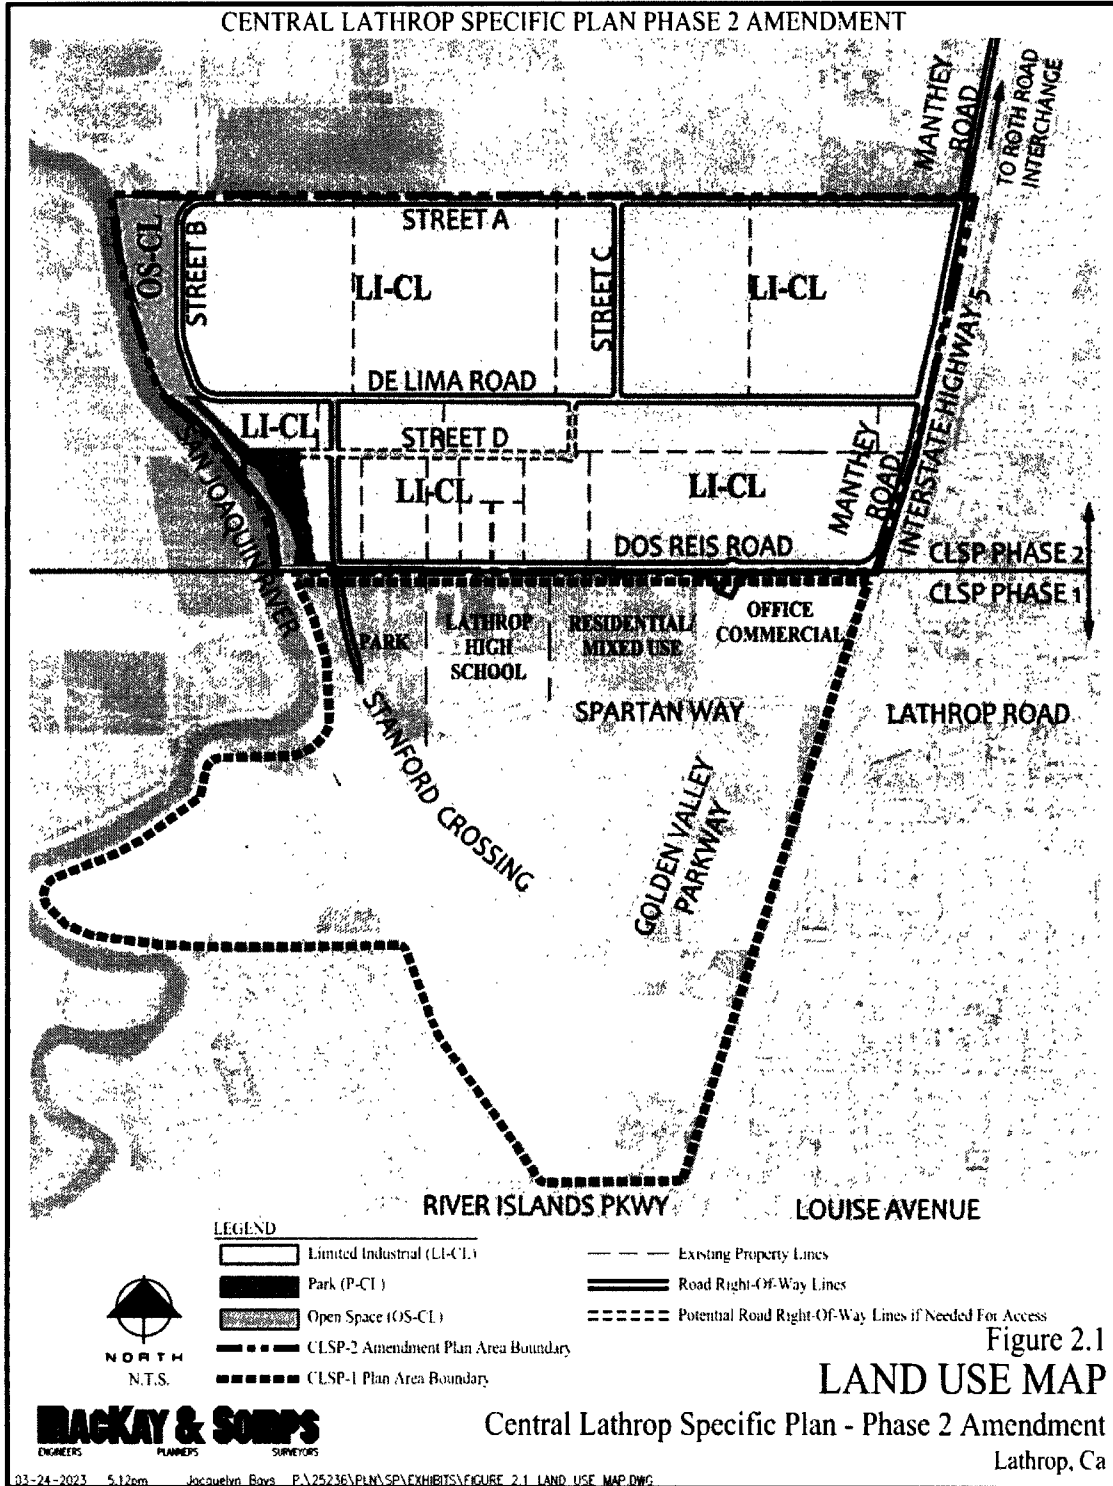 CENTRAL LATHROP SPECIFIC PLAN PHASE 2 AMENDMENT
MANTHEY
ROAD
TO ROTH ROAD
INTERCHANGE
OS-CL
STREET B
STREET A
STREET C
LI-CL
LI-CL
DE LIMA ROAD
INTERSTATE HIGHWAY 5
LI-CL
STREET D
MANTHEY
ROAD
LI-CL
LI-CL
SAN JOAQUIN RIVER
DOS REIS ROAD
CLSP PHASE 2
CLSP PHASE 1
PARK
LATHROP
HIGH
SCHOOL
RESIDENTIAL/
MIXED USE
OFFICE
COMMERCIAL
SPARTAN WAY
LATHROP ROAD
STANFORD CROSSING
GOLDEN VALLEY
PARKWAY
RIVER ISLANDS PKWY
LOUISE AVENUE
LEGEND
Limited Industrial (LI-CL)
Park (P-CL)
Open Space (OS-CL)
CLSP-2 Amendment Plan Area Boundary
CLSP-1 Plan Area Boundary
Existing Property Lines
Road Right-Of-Way Lines
Potential Road Right-Of-Way Lines if Needed For Access
NORTH
N.T.S.
Figure 2.1
LAND USE MAP
Central Lathrop Specific Plan - Phase 2 Amendment
Lathrop, Ca
MACKAY & SOMPS
ENGINEERS PLANNERS SURVEYORS
03-24-2023 5:12pm Jacquelyn Bays P:\25236\PLN\SP\EXHIBITS\FIGURE 2.1 LAND USE MAP.DWG